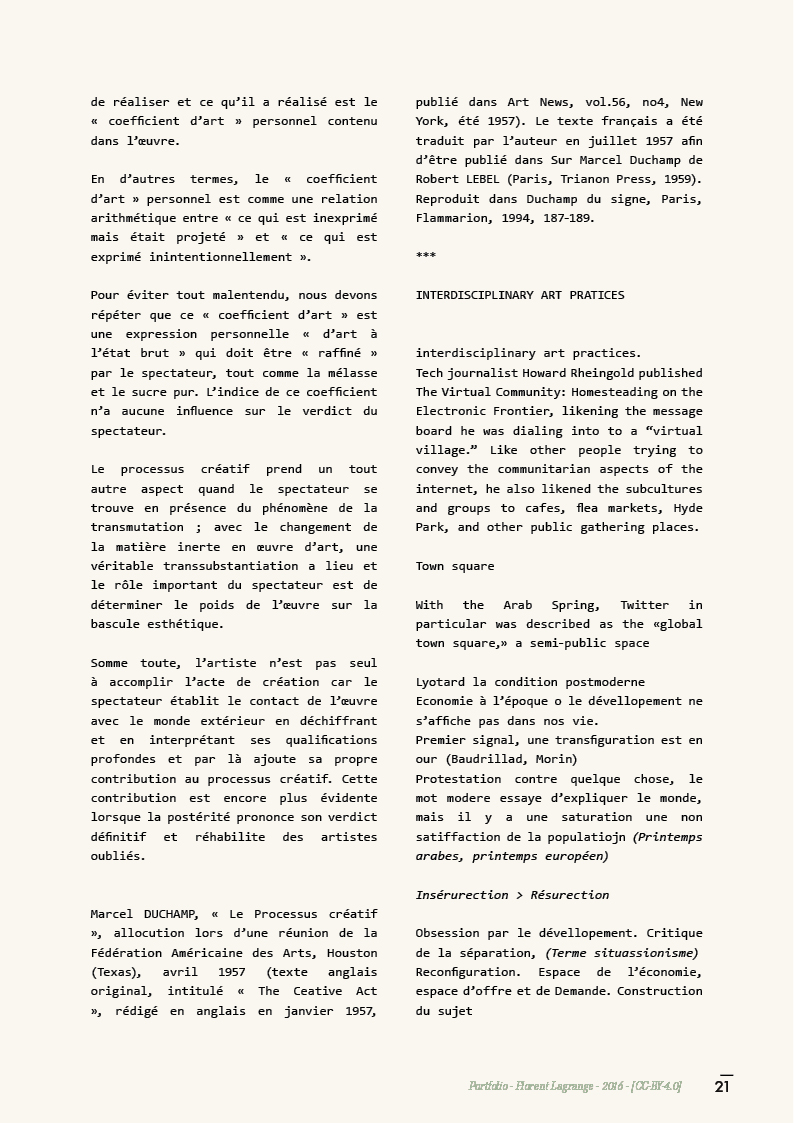 de réaliser et ce qu’il a réalisé est le
« coefficient d’art » personnel contenu
dans l’œuvre.
En d’autres termes, le « coefficient
d’art » personnel est comme une relation
arithmétique entre « ce qui est inexprimé
mais était projeté » et « ce qui est
exprimé inintentionnellement ».
Pour éviter tout malentendu, nous devons
répéter que ce « coefficient d’art » est
une expression personnelle « d’art à
l’état brut » qui doit être « raffiné »
par le spectateur, tout comme la mélasse
et le sucre pur. L’indice de ce coefficient
n’a aucune influence sur le verdict du
spectateur.
Le processus créatif prend un tout
autre aspect quand le spectateur se
trouve en présence du phénomène de la
transmutation ; avec le changement de
la matière inerte en œuvre d’art, une
véritable transsubstantiation a lieu et
le rôle important du spectateur est de
déterminer le poids de l’œuvre sur la
bascule esthétique.
Somme toute, l’artiste n’est pas seul
à accomplir l’acte de création car le
spectateur établit le contact de l’œuvre
avec le monde extérieur en déchiffrant
et en interprétant ses qualifications
profondes et par là ajoute sa propre
contribution au processus créatif. Cette
contribution est encore plus évidente
lorsque la postérité prononce son verdict
définitif et réhabilite des artistes
oubliés.
Marcel DUCHAMP, « Le Processus créatif
», allocution lors d’une réunion de la
Fédération Américaine des Arts, Houston
(Texas), avril 1957 (texte anglais
original, intitulé « The Ceative Act
», rédigé en anglais en janvier 1957,
publié dans Art News, vol.56, no4, New
York, été 1957). Le texte français a été
traduit par l’auteur en juillet 1957 afin
d’être publié dans Sur Marcel Duchamp de
Robert LEBEL (Paris, Trianon Press, 1959).
Reproduit dans Duchamp du signe, Paris,
Flammarion, 1994, 187-189.
***
INTERDISCIPLINARY ART PRATICES
interdisciplinary art practices.
Tech journalist Howard Rheingold published
The Virtual Community: Homesteading on the
Electronic Frontier, likening the message
board he was dialing into to a “virtual
village.” Like other people trying to
convey the communitarian aspects of the
internet, he also likened the subcultures
and groups to cafes, flea markets, Hyde
Park, and other public gathering places.
Town square
With the Arab Spring, Twitter in
particular was described as the «global
town square,» a semi-public space
Lyotard la condition postmoderne
Economie à l’époque o le dévellopement ne
s’affiche pas dans nos vie.
Premier signal, une transfiguration est en
our (Baudrillad, Morin)
Protestation contre quelque chose, le
mot modere essaye d’expliquer le monde,
mais il y a une saturation une non
satiffaction de la populatiojn (Printemps
arabes, printemps européen)
Insérurection > Résurection
Obsession par le dévellopement. Critique
de la séparation, (Terme situassionisme)
Reconfiguration. Espace de l’économie,
espace d’offre et de Demande. Construction
du sujet
Portfolio - Florent Lagrange - 2016 - [CC-BY-4.0]
21